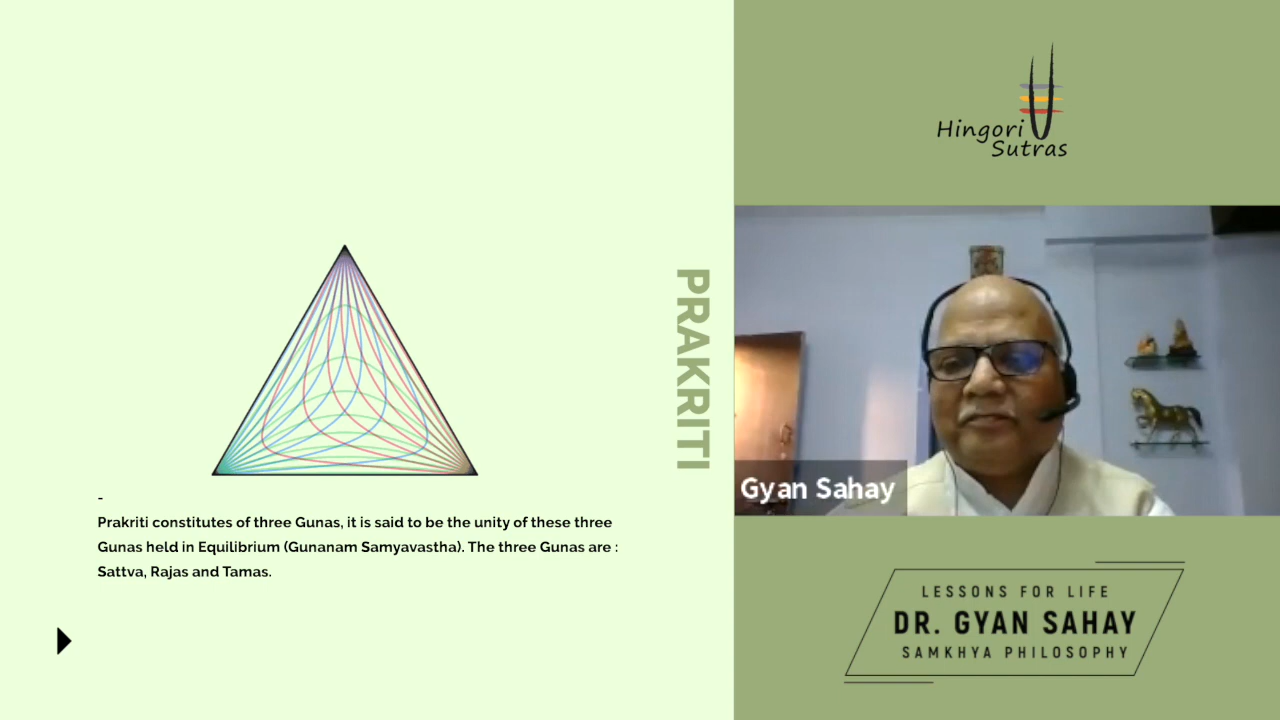 PRAKRITI
-
Prakriti constitutes of three Gunas, it is said to be the unity of these three
Gunas held in Equilibrium (Gunanam Samyavastha). The three Gunas are :
Sattva, Rajas and Tamas.
Hingori
Sutras
Gyan Sahay
LESSONS FOR LIFE
DR. GYAN SAHAY
SAMKHYA PHILOSOPHY